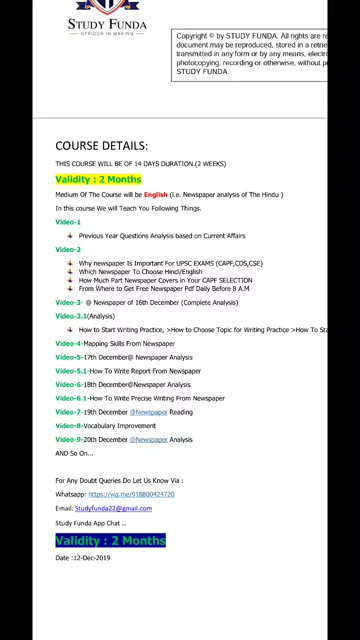 STUDY FUNDA
OFFICER IN MAKING
Copyright © by STUDY FUNDA. All rights are re
document may be reproduced, stored in a retrie
transmitted in any form or by any means, electro
photocopying, recording or otherwise, without p
STUDY FUNDA.
COURSE DETAILS:
THIS COURSE WILL BE OF 14 DAYS DURATION.(2 WEEKS)
Validity : 2 Months
Medium Of The Course will be English (i.e. Newspaper analysis of The Hindu )
In this course We will Teach You Following Things.
Video-1
Previous Year Questions Analysis based on Current Affairs
Video-2
Why newspaper Is Important For UPSC EXAMS (CAPF,CDS,CSE)
Which Newspaper To Choose Hindi/English
How Much Part Newspaper Covers in Your CAPF SELECTION
From Where to Get Free Newspaper Pdf Daily Before 8 A.M
Video-3- @ Newspaper of 16th December (Complete Analysis)
Video-3.1(Analysis)
How to Start Writing Practice, >How to Choose Topic for Writing Practice >How To Sta
Video-4-Mapping Skills From Newspaper
Video-5-17th December@ Newspaper Analysis
Video-5.1-How To Write Report From Newspaper
Video-6-18th December@Newspaper Analysis
Video-6.1-How To Write Precise Writing From Newspaper
Video-7-19th December @Newspaper Reading
Video-8-Vocabulary Improvement
Video-9-20th December @Newspaper Analysis
AND So On...
For Any Doubt Queries Do Let Us Know Via :
Whatsapp: https://wa.me/918800424720
Email: Studyfunda22@gmail.com
Study Funda App Chat ..
Validity : 2 Months
Date :12-Dec-2019